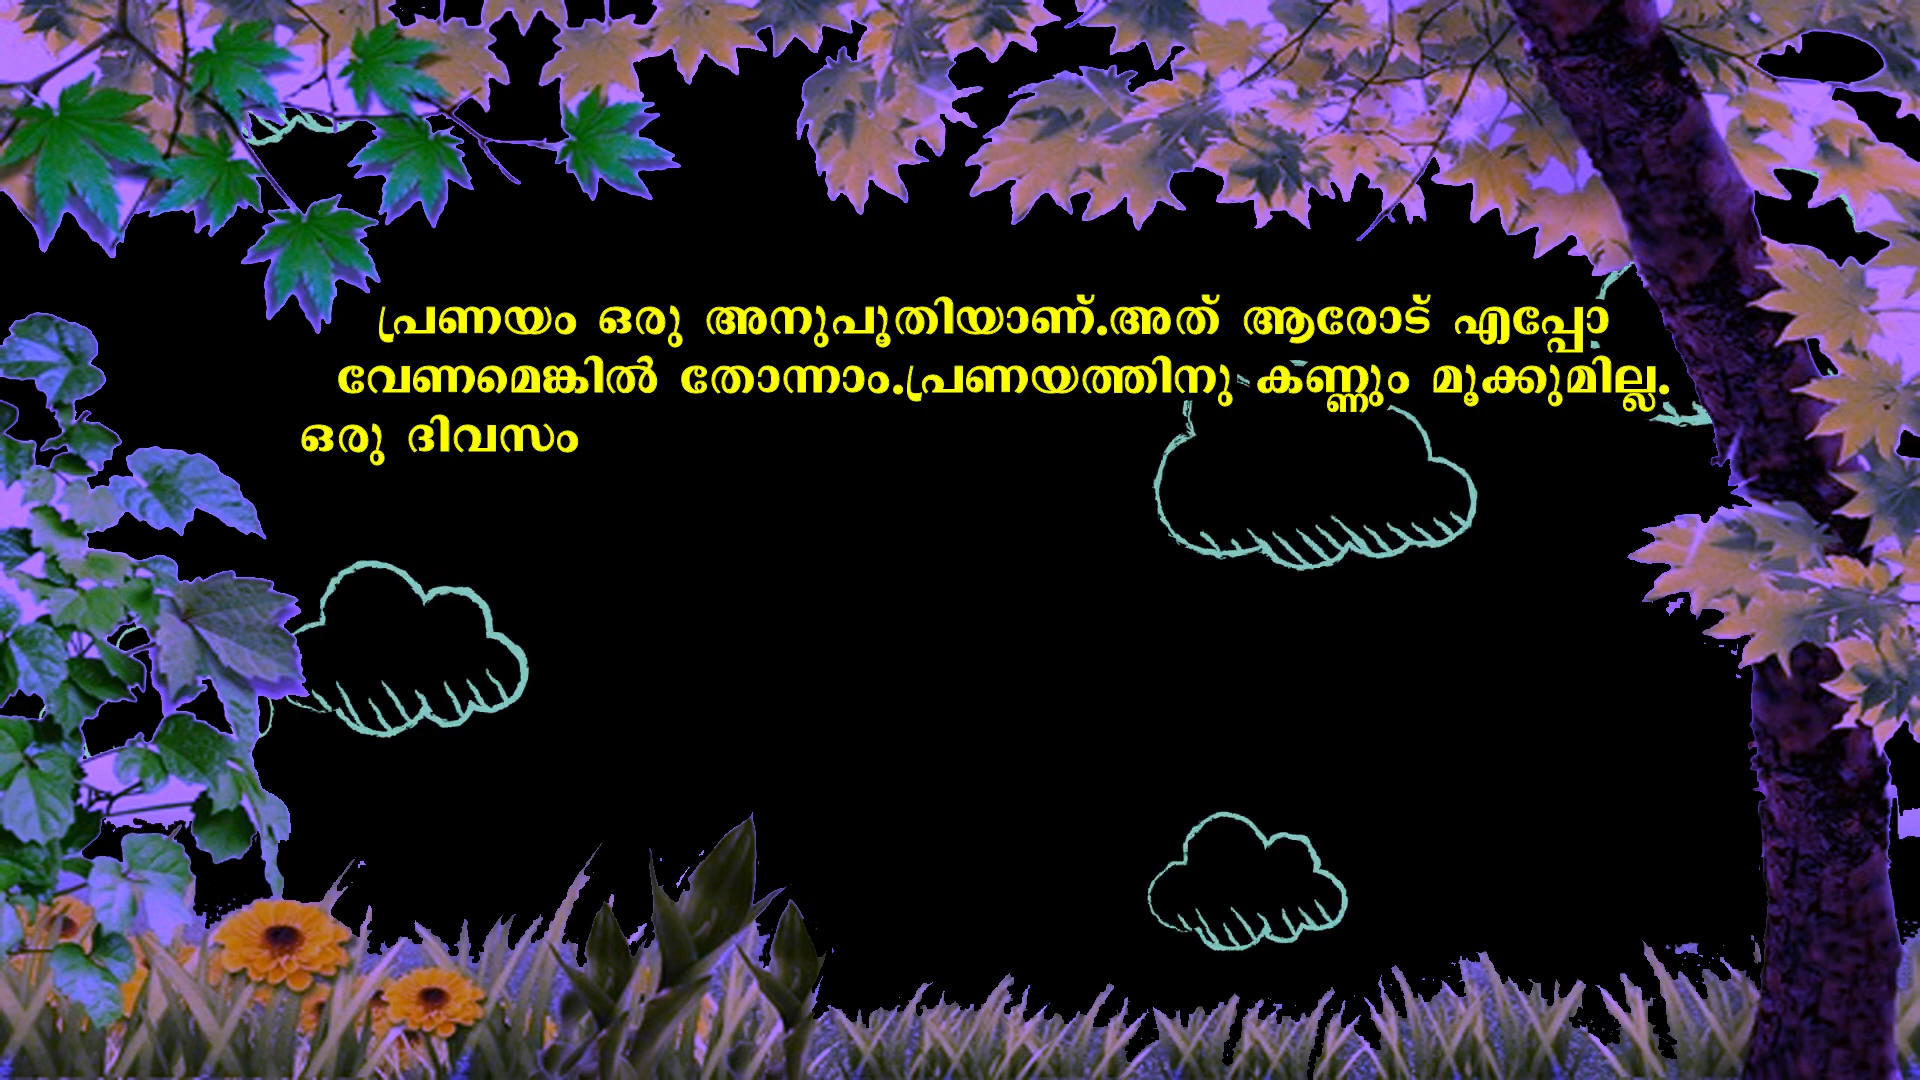 പ്രണയം ഒരു അനുപൂതിയാണ്.അത് ആരോട് എപ്പോ
വേണമെങ്കിൽ തോന്നാം.പ്രണയത്തിനു കണ്ണും മൂക്കുമില്ല.
ഒരു ദിവസം